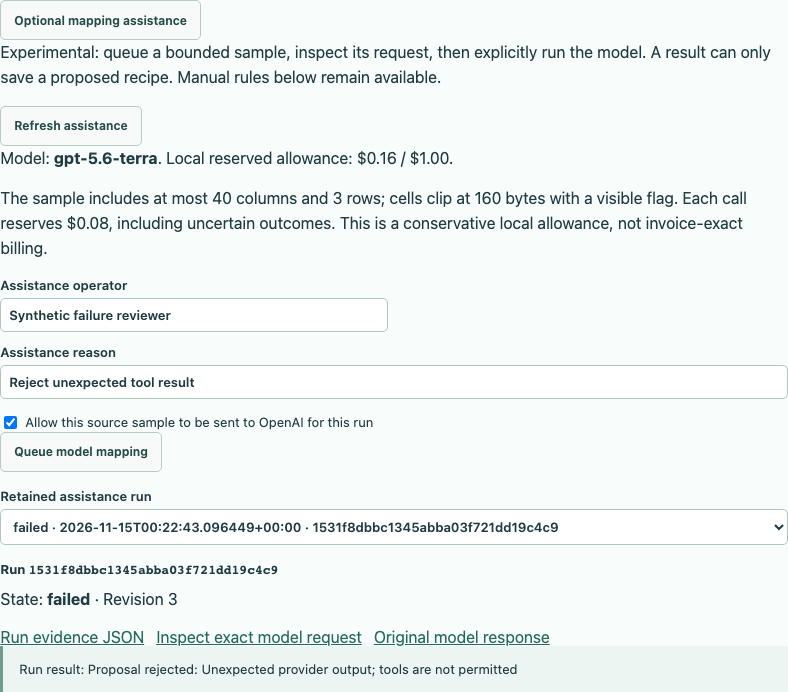 Optional mapping assistance
Experimental: queue a bounded sample, inspect its request, then explicitly run the model. A result can only
save a proposed recipe. Manual rules below remain available.
Refresh assistance
Model: gpt-5.6-terra. Local reserved allowance: $0.16 / $1.00.
The sample includes at most 40 columns and 3 rows; cells clip at 160 bytes with a visible flag. Each call
reserves $0.08, including uncertain outcomes. This is a conservative local allowance, not invoice-exact
billing.
Assistance operator
Synthetic failure reviewer
Assistance reason
Reject unexpected tool result
Allow this source sample to be sent to OpenAI for this run
Queue model mapping
Retained assistance run
failed · 2026-11-15T00:22:43.096449+00:00 · 1531f8dbbc1345abba03f721dd19c4c9
Run 1531f8dbbc1345abba03f721dd19c4c9
State: failed · Revision 3
Run evidence JSON Inspect exact model request Original model response
Run result: Proposal rejected: Unexpected provider output; tools are not permitted